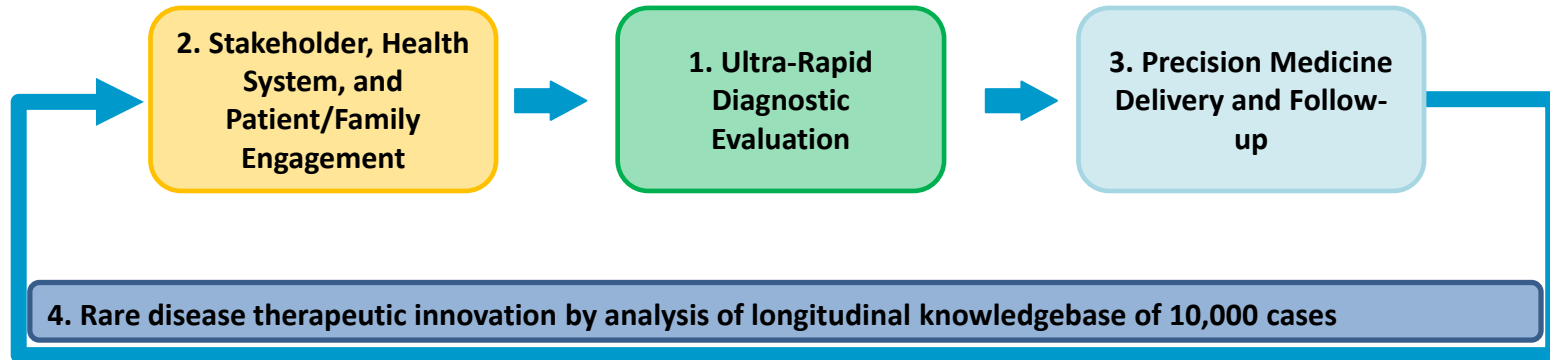 2. Stakeholder, Health
System, and
Patient/Family
Engagement
1. Ultra-Rapid
Diagnostic
Evaluation
3. Precision Medicine
Delivery and Follow-
up
4. Rare disease therapeutic innovation by analysis of longitudinal knowledgebase of 10,000 cases